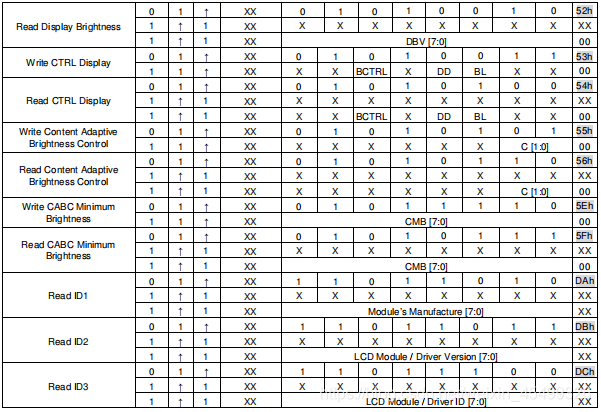 Read Display Brightness
0 1 ↑ XX 0 1 0 1 0 0 1 0 52h
1 ↑ 1 XX X X X X X X X X XX
1 ↑ 1 XX DBV [7:0] 00
Write CTRL Display
0 1 ↑ XX 0 1 0 1 0 0 1 1 53h
1 1 ↑ XX X X BCTRL X DD BL X X 00
Read CTRL Display
0 1 ↑ XX 0 1 0 1 0 1 0 0 54h
1 ↑ 1 XX X X X X X X X X XX
1 ↑ 1 XX X X BCTRL X DD BL X X 00
Write Content Adaptive
Brightness Control
0 1 ↑ XX 0 1 0 1 0 1 0 1 55h
1 1 ↑ XX X X X X X X C [1:0] 00
Read Content Adaptive
Brightness Control
0 1 ↑ XX 0 1 0 1 0 1 1 0 56h
1 ↑ 1 XX X X X X X X X X XX
1 ↑ 1 XX X X X X X X C [1:0] 00
Write CABC Minimum
Brightness
0 1 ↑ XX 0 1 0 1 1 1 1 0 5Eh
1 1 ↑ XX CMB [7:0] 00
Read CABC Minimum
Brightness
0 1 ↑ XX 0 1 0 1 1 1 1 1 5Fh
1 ↑ 1 XX X X X X X X X X XX
1 ↑ 1 XX CMB [7:0] 00
Read ID1
0 1 ↑ XX 1 1 0 1 1 0 1 0 DAh
1 ↑ 1 XX X X X X X X X X XX
1 ↑ 1 XX Module's Manufacture [7:0] XX
Read ID2
0 1 ↑ XX 1 1 0 1 1 0 1 1 DBh
1 ↑ 1 XX X X X X X X X X XX
1 ↑ 1 XX LCD Module / Driver Version [7:0] XX
Read ID3
0 1 ↑ XX 1 1 0 1 1 1 0 0 DCh
1 ↑ 1 XX X X X X X X X X XX
1 ↑ 1 XX LCD Module / Driver ID [7:0] XX